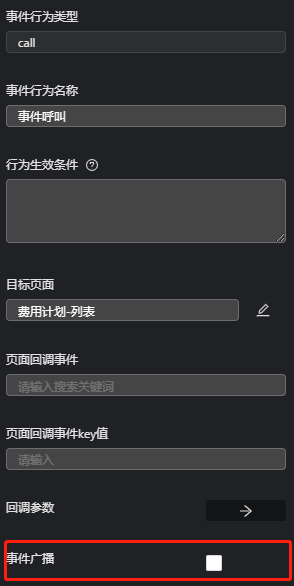 事件行为类型
call
事件行为名称
事件呼叫
行为生效条件
目标页面
费用计划-列表
页面回调事件
请输入搜索关键词
页面回调事件key值
请输入
回调参数
事件广播